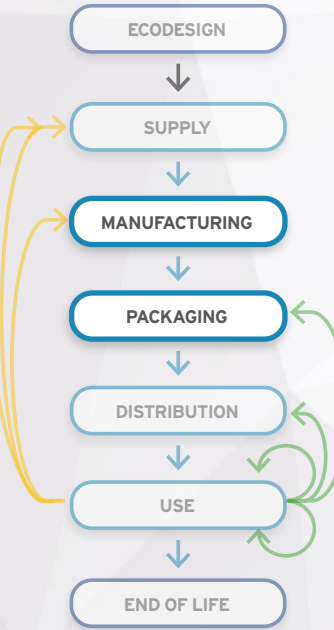 ECODESIGN
SUPPLY
MANUFACTURING
PACKAGING
DISTRIBUTION
USE
END OF LIFE